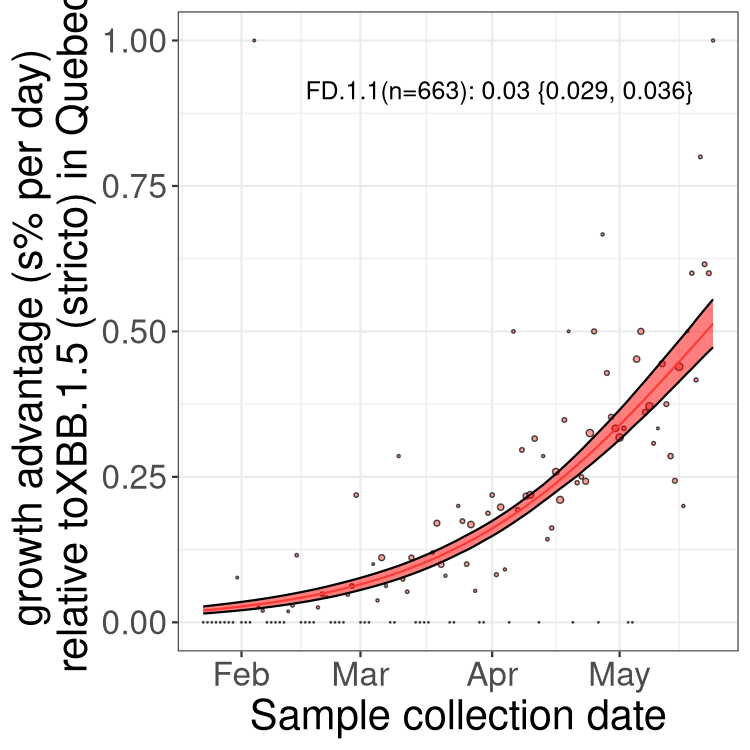 growth advantage (s% per day)
relative toXBB.1.5 (stricto) in Quebec
1.00
0.75
0.50
0.25
0.00
FD.1.1(n=663): 0.03 {0.029, 0.036}
Feb Mar Apr May
Sample collection date